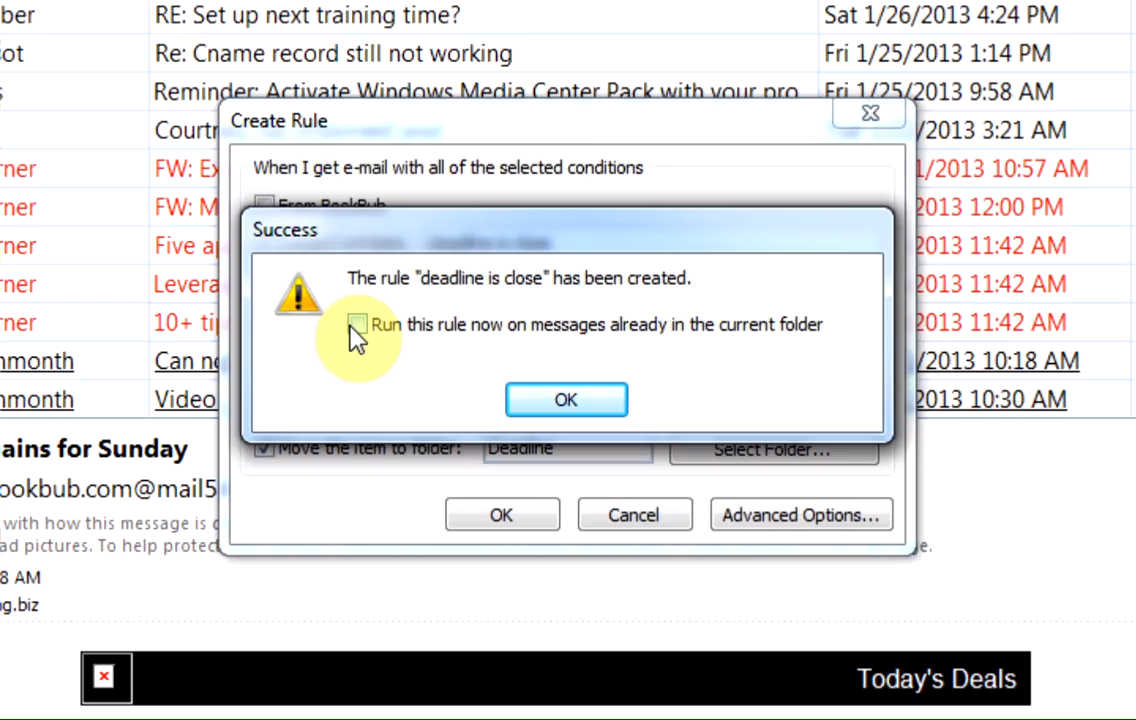 ber RE: Set up next training time? Sat 1/26/2013 4:24 PM
ot Re: Cname record still not working Fri 1/25/2013 1:14 PM
s Reminder: Activate Windows Media Center Pack with your pro... Fri 1/25/2013 9:58 AM
Create Rule
Courtr /2013 3:21 AM
When I get e-mail with all of the selected conditions
rner FW: Ex 1/2013 10:57 AM
From BookBub
rner FW: M 2013 12:00 PM
Success
rner Five ap deadline is close 2013 11:42 AM
The rule "deadline is close" has been created.
rner Levera 2013 11:42 AM
Run this rule now on messages already in the current folder
rner 10+ tip 2013 11:42 AM
nmonth Can no /2013 10:18 AM
nmonth Video 2013 10:30 AM
OK
ains for Sunday
Move the item to folder: Deadline Select Folder...
ookbub.com@mail5
OK Cancel Advanced Options...
with how this message is d
ad pictures. To help protect e.
8 AM
g.biz
Today's Deals